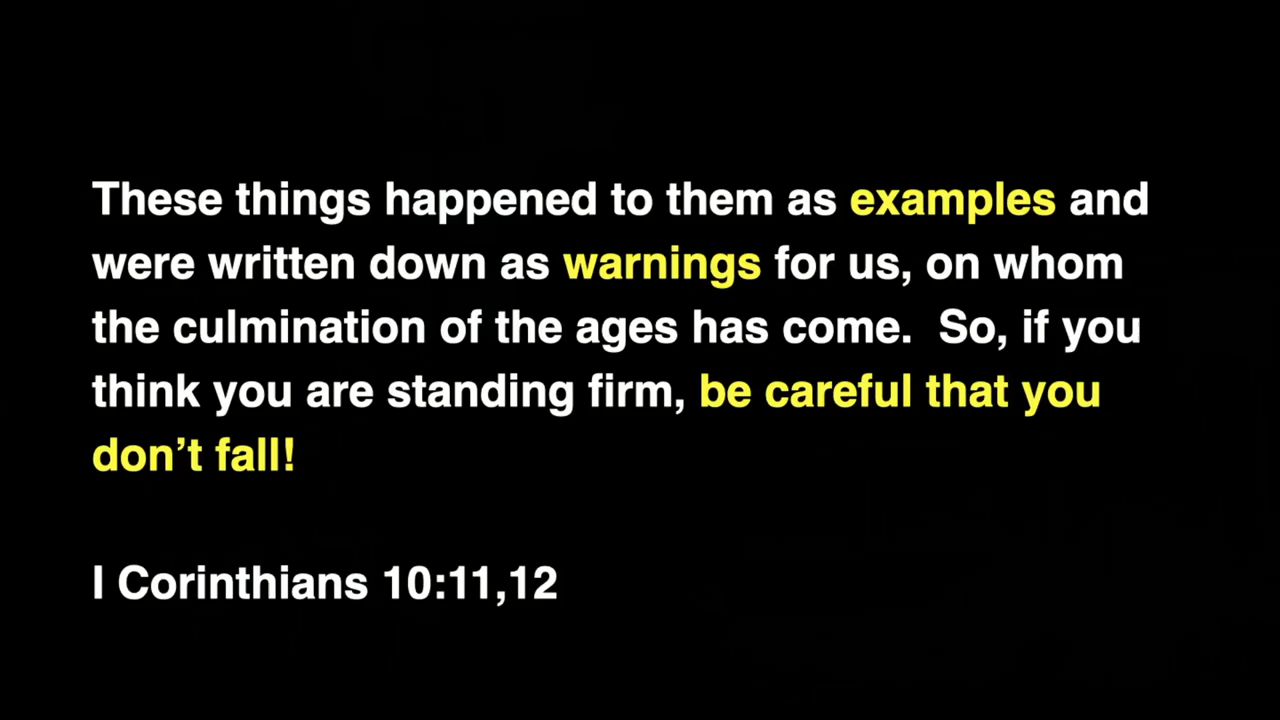 These things happened to them as examples and
were written down as warnings for us, on whom
the culmination of the ages has come.  So, if you
think you are standing firm, be careful that you
don’t fall!
I Corinthians 10:11,12